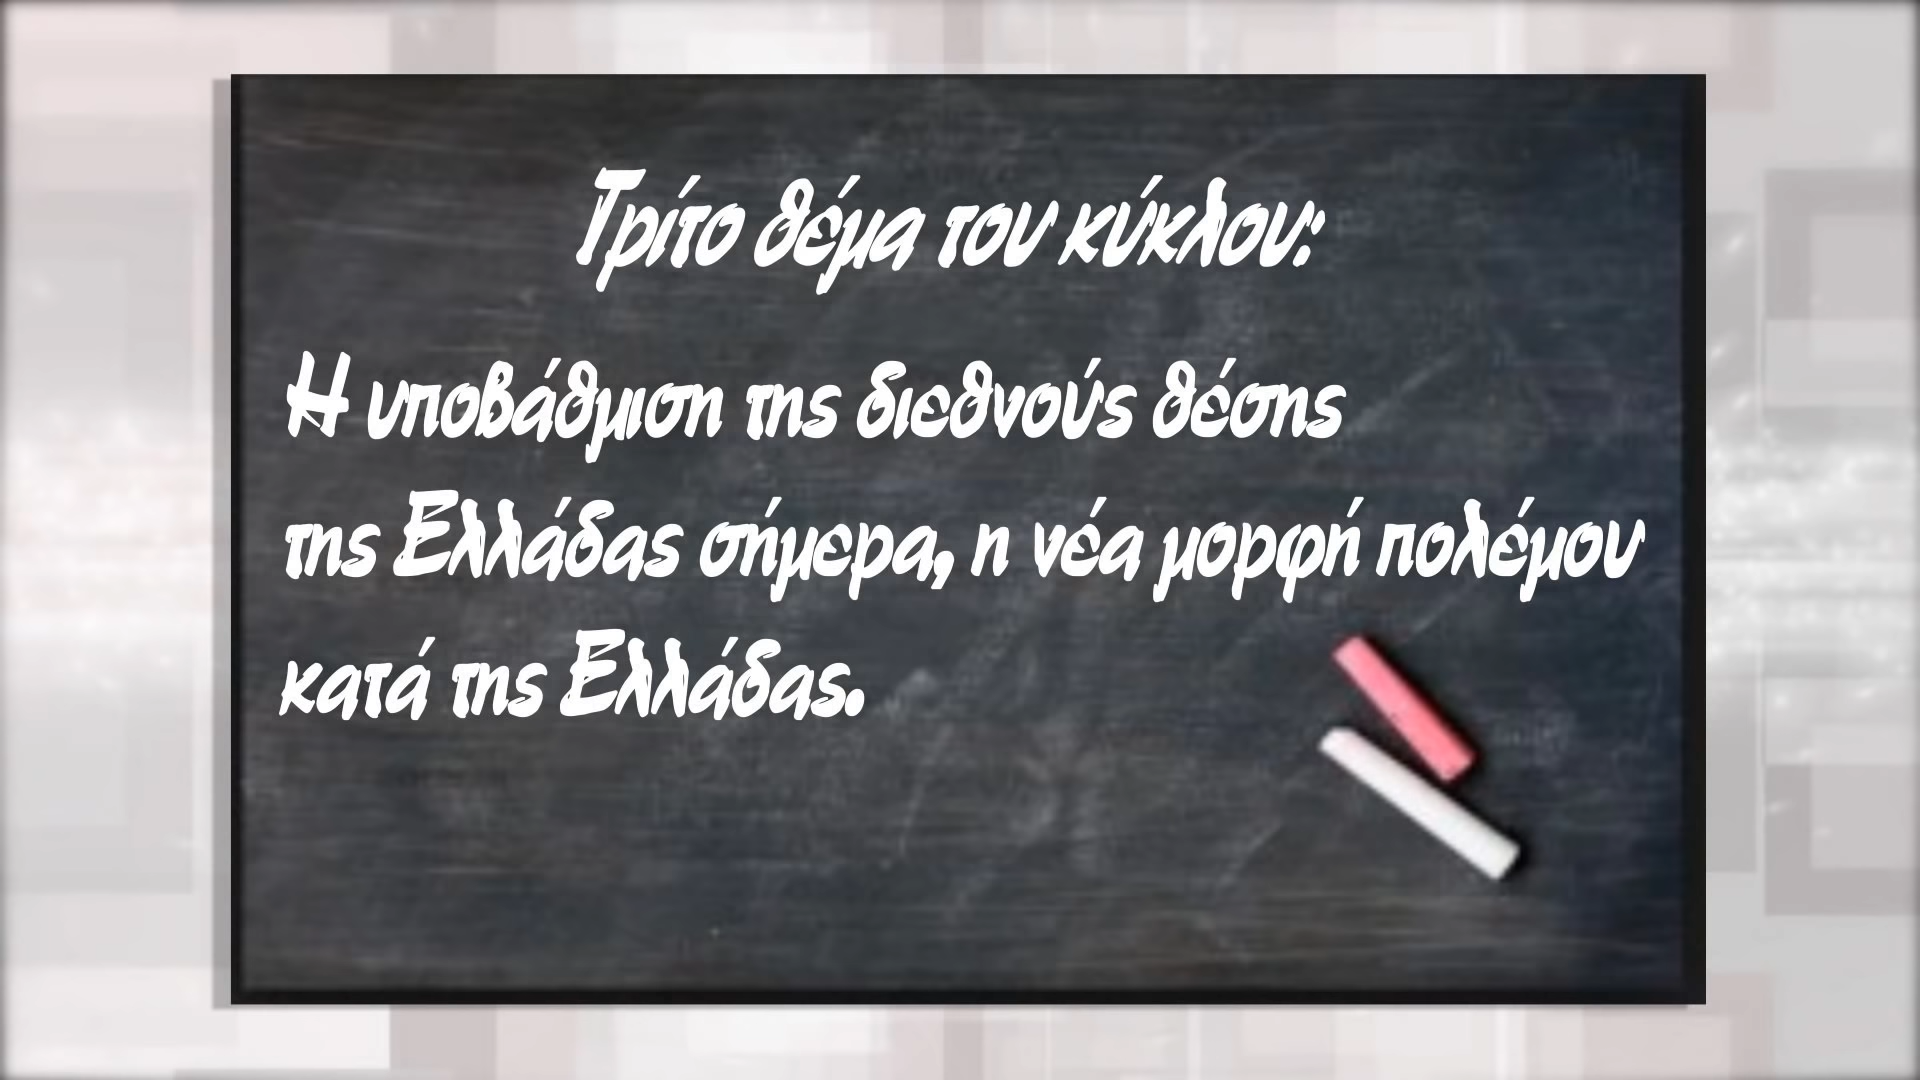 Τρίτο θέμα του κύκλου:
Η υποβάθμιση της διεθνούς θέσης
της Ελλάδας σήμερα, η νέα μορφή πολέμου
κατά της Ελλάδας.